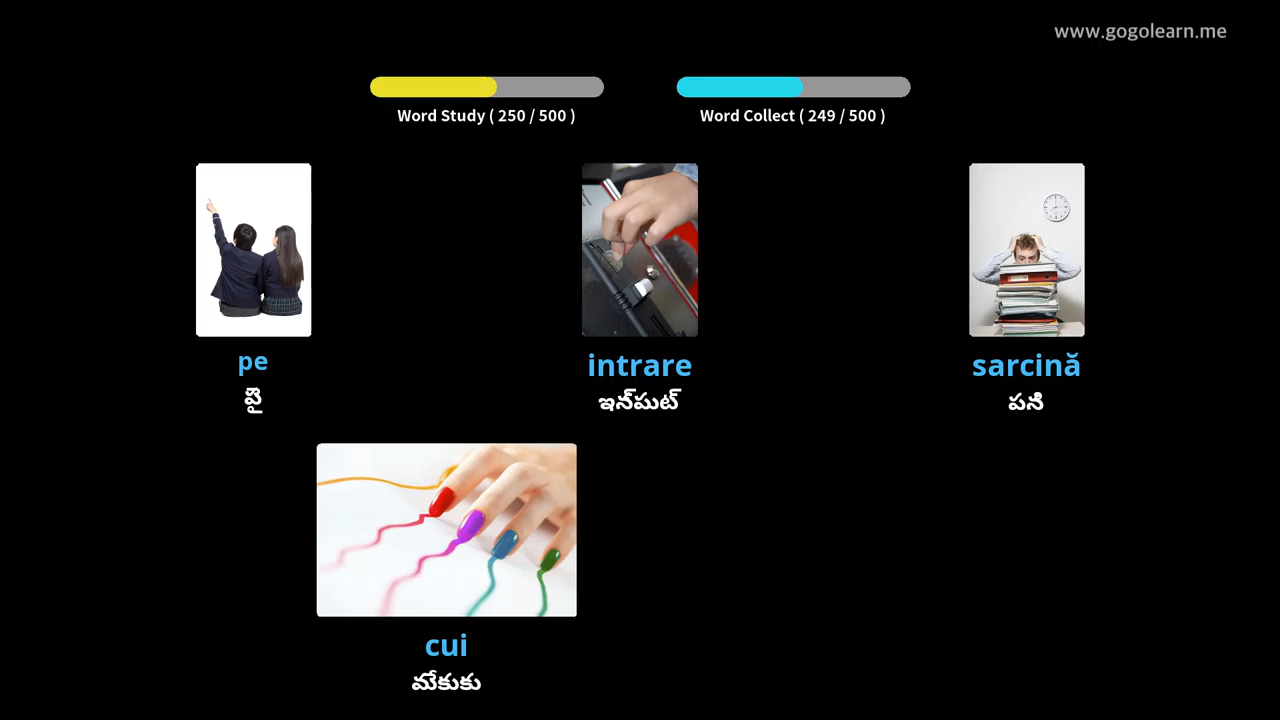 www.gogolearn.me
Word Study ( 250 / 500 )
Word Collect ( 249 / 500 )
pe
పై
intrare
ఇన్‌పుట్
sarcină
పని
cui
మేకుకు